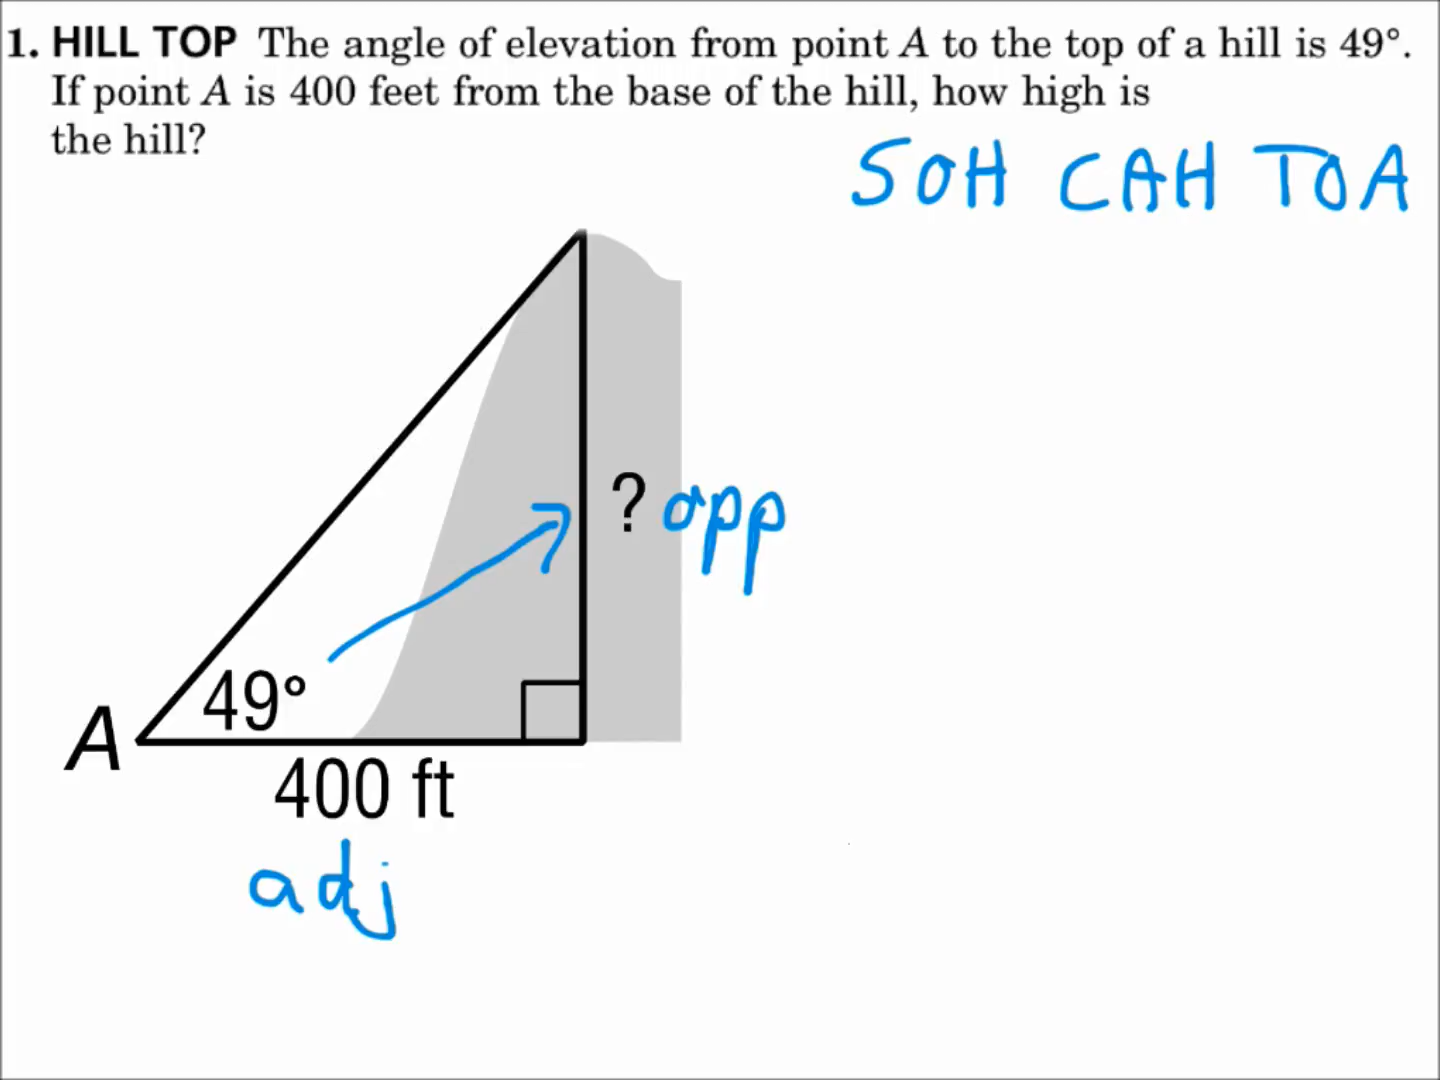 1. HILL TOP The angle of elevation from point A to the top of a hill is 49°.
If point A is 400 feet from the base of the hill, how high is
the hill?
SOH CAH TOA
? opp
49°
A
400 ft
adj